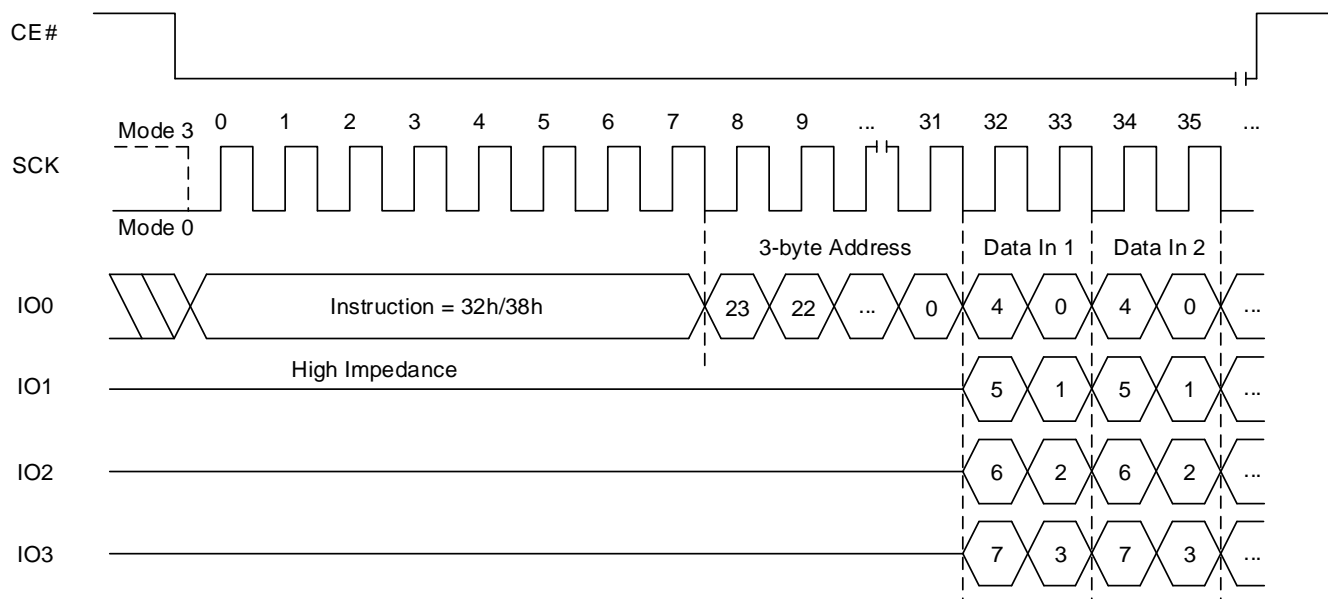 CE#
Mode 3 0 1 2 3 4 5 6 7 8 9 ... 31 32 33 34 35 ...
SCK
Mode 0
3-byte Address Data In 1 Data In 2
IO0 Instruction = 32h/38h 23 22 ... 0 4 0 4 0 ...
High Impedance
IO1 5 1 5 1 ...
IO2 6 2 6 2 ...
IO3 7 3 7 3 ...